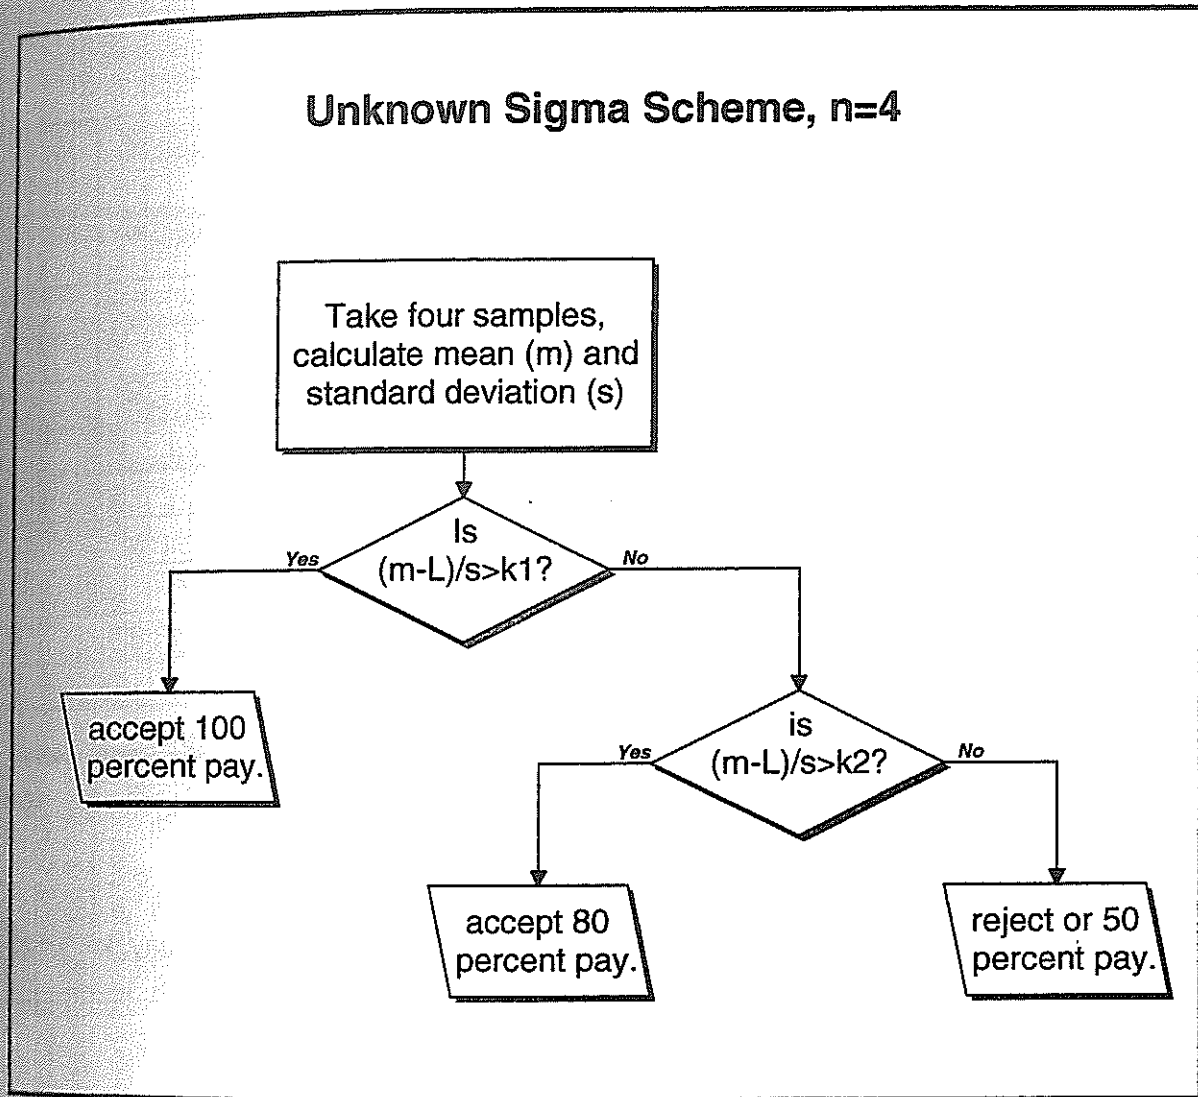 Unknown Sigma Scheme, n=4
Take four samples,
calculate mean (m) and
standard deviation (s)
Is
(m-L)/s>k1?
Yes
No
accept 100
percent pay.
is
(m-L)/s>k2?
Yes
No
accept 80
percent pay.
reject or 50
percent pay.